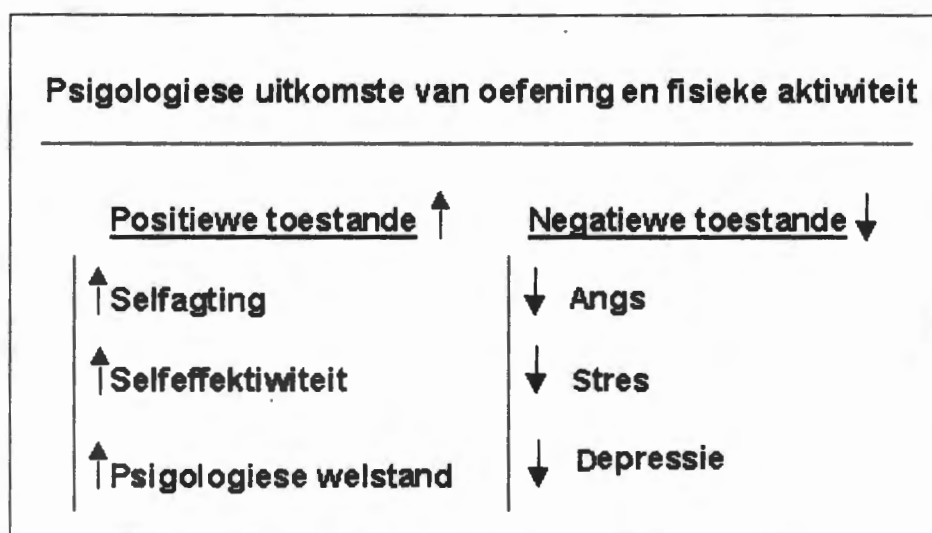 Psigologiese uitkomste van oefening en fisieke aktiwiteit
Positiewe toestande ↑
↑ Selfagting
↑ Selfeffektiwiteit
↑ Psigologiese welstand
Negatiewe toestande ↓
↓ Angs
↓ Stres
↓ Depressie